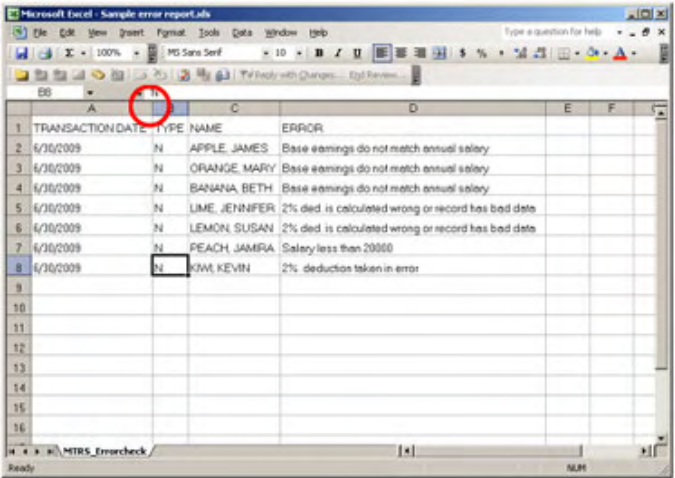 Microsoft Excel - Sample error report.xls
File Edit View Insert Format Tools Data Window Help Type a question for help
Σ 100% MS Sans Serif 10 B I U $ % , A
Reply with Changes... End Review...
B8 N
A B C D E F
1 TRANSACTION DATE TYPE NAME ERROR
2 6/30/2009 N APPLE, JAMES Base earnings do not match annual salary
3 6/30/2009 N ORANGE, MARY Base earnings do not match annual salary
4 6/30/2009 N BANANA, BETH Base earnings do not match annual salary
5 6/30/2009 N LIME, JENNIFER 2% ded. is calculated wrong or record has bad data
6 6/30/2009 N LEMON, SUSAN 2% ded. is calculated wrong or record has bad data
7 6/30/2009 N PEACH, JAMIRA Salary less than 20000
8 6/30/2009 N KIWI, KEVIN 2% deduction taken in error
9
10
11
12
13
14
15
16
MTRS_Errorcheck
Ready NUM